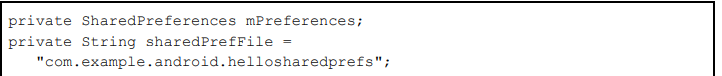 private SharedPreferences mPreferences;
private String sharedPrefFile =
"com.example.android.hellosharedprefs";